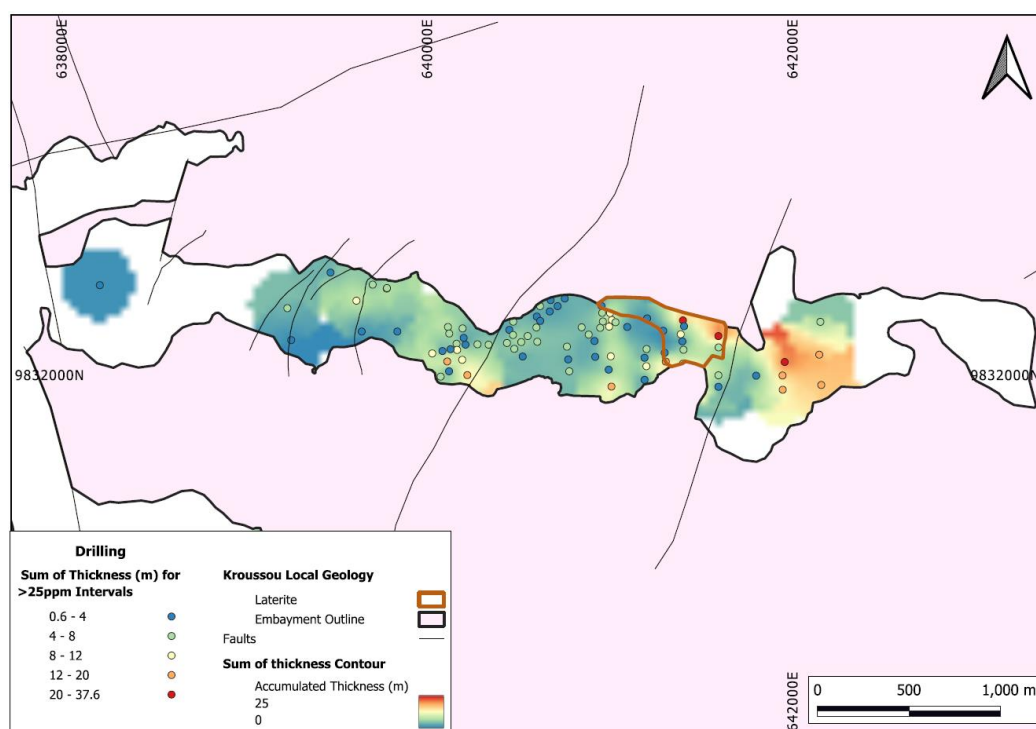 638000E
640000E
642000E
9832000N
9832000N
Drilling
Sum of Thickness (m) for
>25ppm Intervals
0.6 - 4
4 - 8
8 - 12
12 - 20
20 - 37.6
Kroussou Local Geology
Laterite
Embayment Outline
Faults
Sum of thickness Contour
Accumulated Thickness (m)
25
0
642000E
0 500 1,000 m